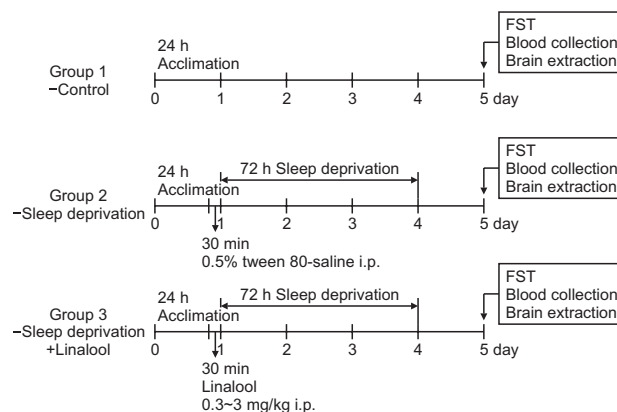 FST
Blood collection
Brain extraction
24 h
Acclimation
Group 1
−Control
0 1 2 3 4 5 day
FST
Blood collection
Brain extraction
24 h
Acclimation
72 h Sleep deprivation
Group 2
−Sleep deprivation
0 1 2 3 4 5 day
30 min
0.5% tween 80-saline i.p.
FST
Blood collection
Brain extraction
24 h
Acclimation
72 h Sleep deprivation
Group 3
−Sleep deprivation
+Linalool
0 1 2 3 4 5 day
30 min
Linalool
0.3~3 mg/kg i.p.